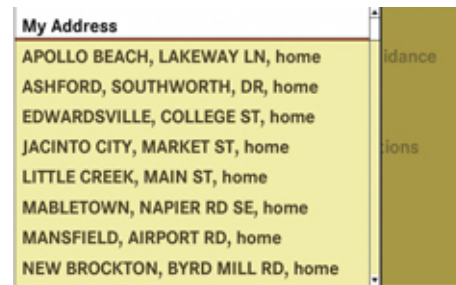 My Address
APOLLO BEACH, LAKEWAY LN, home
idance
ASHFORD, SOUTHWORTH, DR, home
EDWARDSVILLE, COLLEGE ST, home
JACINTO CITY, MARKET ST, home
tions
LITTLE CREEK, MAIN ST, home
MABLETOWN, NAPIER RD SE, home
MANSFIELD, AIRPORT RD, home
NEW BROCKTON, BYRD MILL RD, home